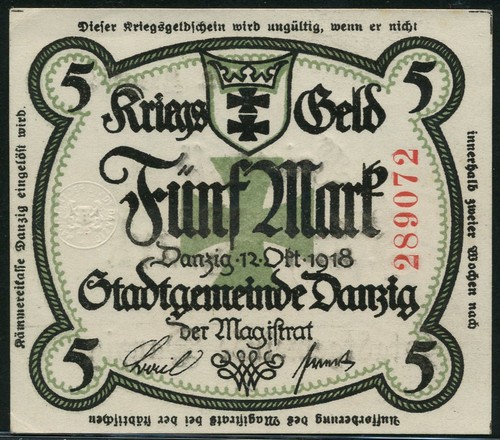 Dieser Kriegsgeldschein wird ungültig, wenn er nicht
innerhalb zweier Wochen nach
Aufforderung des Magistrats bei der städtischen
Kämmereikasse Danzig eingelöst wird.
5
5
Kriegs Geld
Fünf Mark
289072
Danzig·12·Okt·1918
Stadtgemeinde Danzig
der Magistrat
5
5